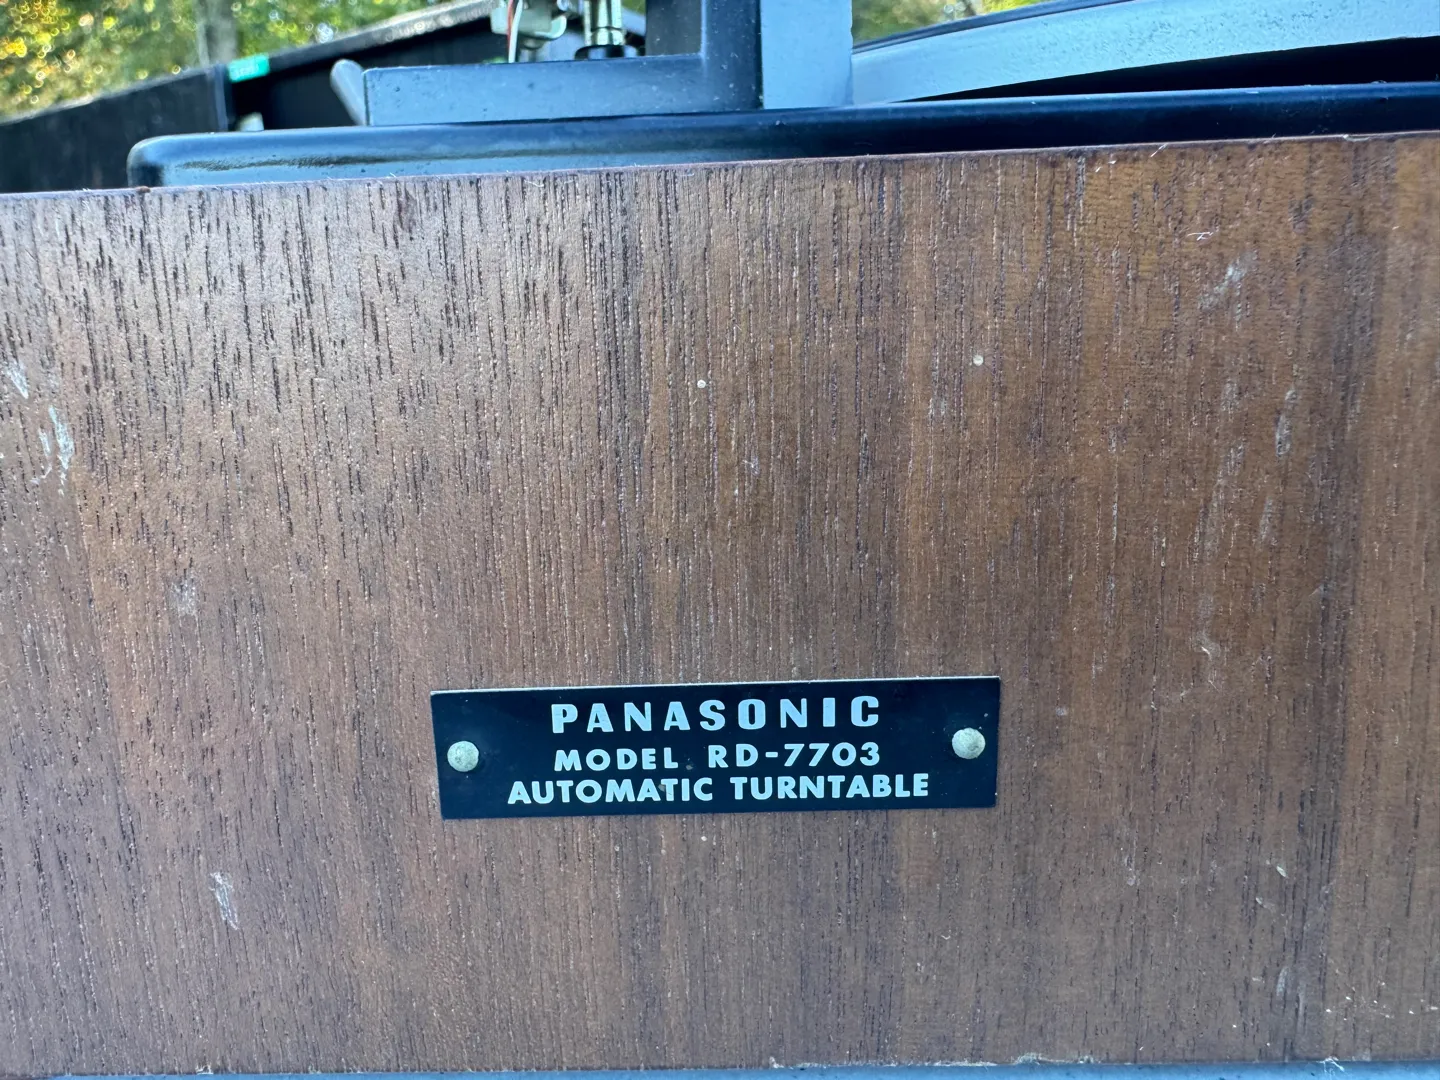 PANASONIC
MODEL RD-7703
AUTOMATIC TURNTABLE